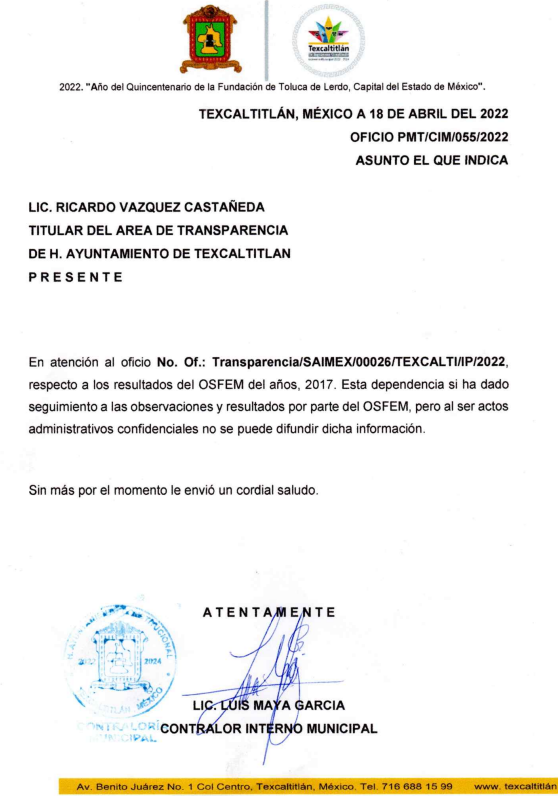 Texcaltitlán
2022. "Año del Quincentenario de la Fundación de Toluca de Lerdo, Capital del Estado de México".
TEXCALTITLÁN, MÉXICO A 18 DE ABRIL DEL 2022
OFICIO PMT/CIM/055/2022
ASUNTO EL QUE INDICA
LIC. RICARDO VAZQUEZ CASTAÑEDA
TITULAR DEL AREA DE TRANSPARENCIA
DE H. AYUNTAMIENTO DE TEXCALTITLAN
P R E S E N T E
En atención al oficio No. Of.: Transparencia/SAIMEX/00026/TEXCALTI/IP/2022,
respecto a los resultados del OSFEM del años, 2017. Esta dependencia si ha dado
seguimiento a las observaciones y resultados por parte del OSFEM, pero al ser actos
administrativos confidenciales no se puede difundir dicha información.
Sin más por el momento le envió un cordial saludo.
A T E N T A M E N T E
2022 2024
CONTRALORÍ
MUNICIPAL
LIC. LUIS MAYA GARCIA
CONTRALOR INTERNO MUNICIPAL
Av. Benito Juárez No. 1 Col Centro, Texcaltitlán, México. Tel. 716 688 15 99 www. texcaltitlán